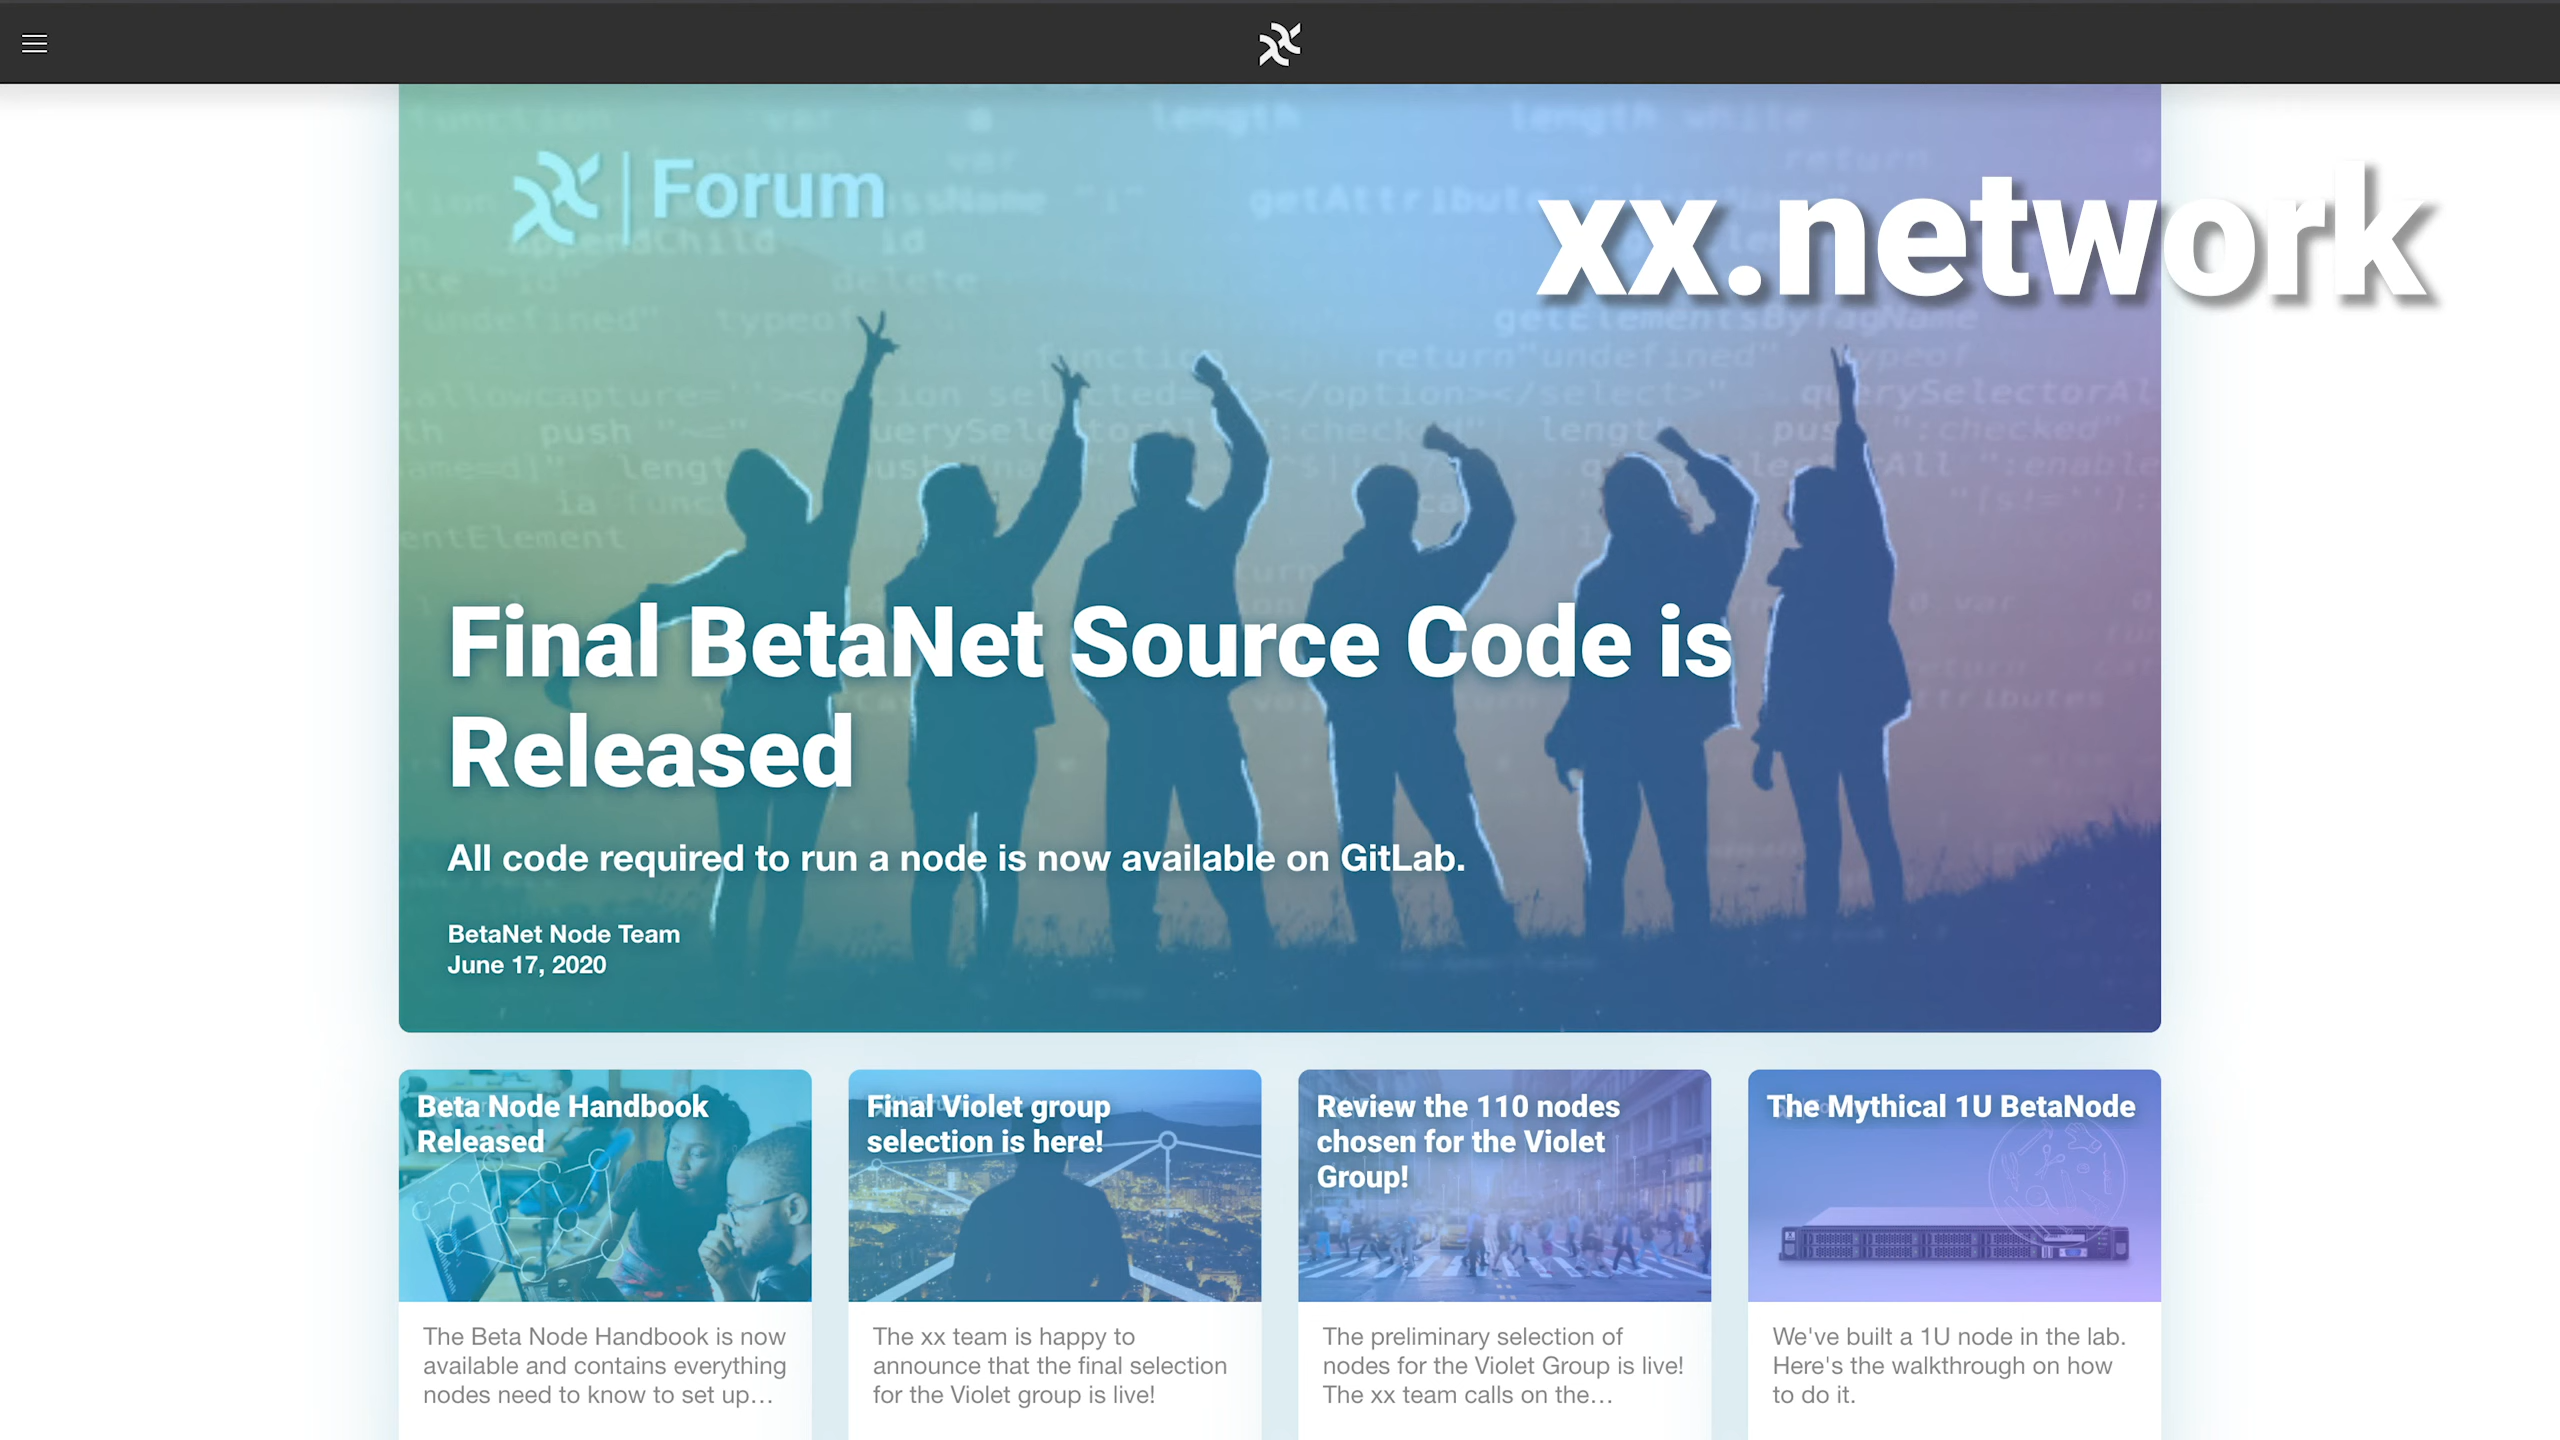 Forum
xx.network
Final BetaNet Source Code is
Released
All code required to run a node is now available on GitLab.
BetaNet Node Team
June 17, 2020
Beta Node Handbook
Released
The Beta Node Handbook is now
available and contains everything
nodes need to know to set up...
Final Violet group
selection is here!
The xx team is happy to
announce that the final selection
for the Violet group is live!
Review the 110 nodes
chosen for the Violet
Group!
The preliminary selection of
nodes for the Violet Group is live!
The xx team calls on the...
The Mythical 1U BetaNode
We've built a 1U node in the lab.
Here's the walkthrough on how
to do it.